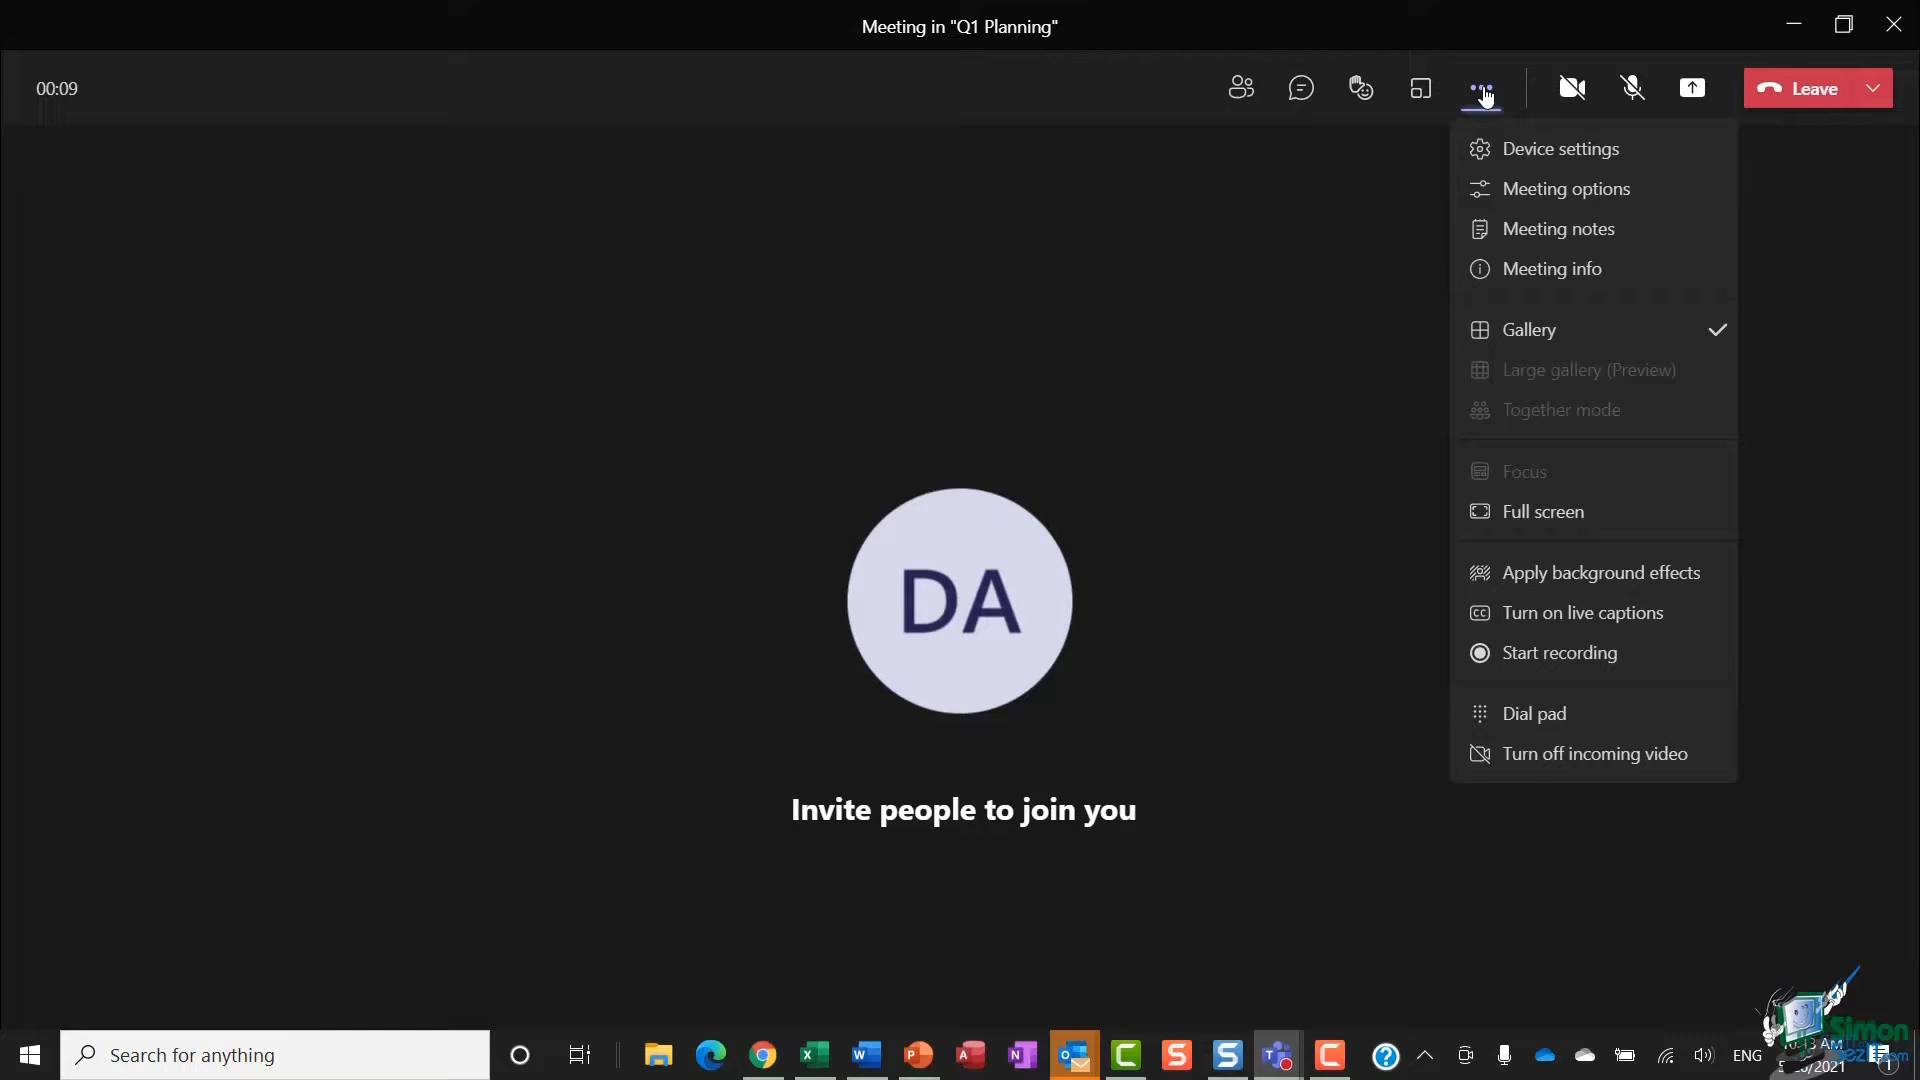 Meeting in "Q1 Planning"
00:09
Leave
Device settings
Meeting options
Meeting notes
Meeting info
Gallery
Large gallery (Preview)
Together mode
Focus
Full screen
Apply background effects
CC Turn on live captions
Start recording
Dial pad
Turn off incoming video
DA
Invite people to join you
Search for anything
ENG
Simon